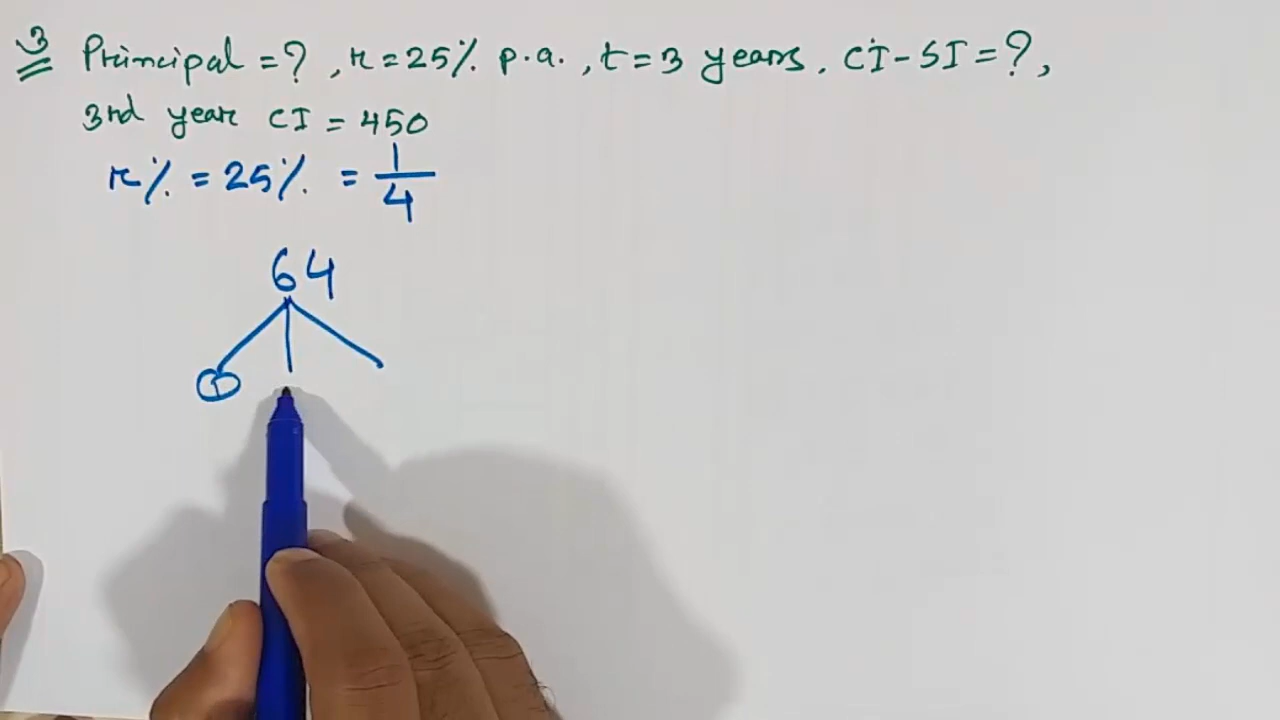 3 Principal = ?, r = 25% p.a., t = 3 years. CI - SI = ?,
3rd year CI = 450
r% = 25% = 1/4
64
1